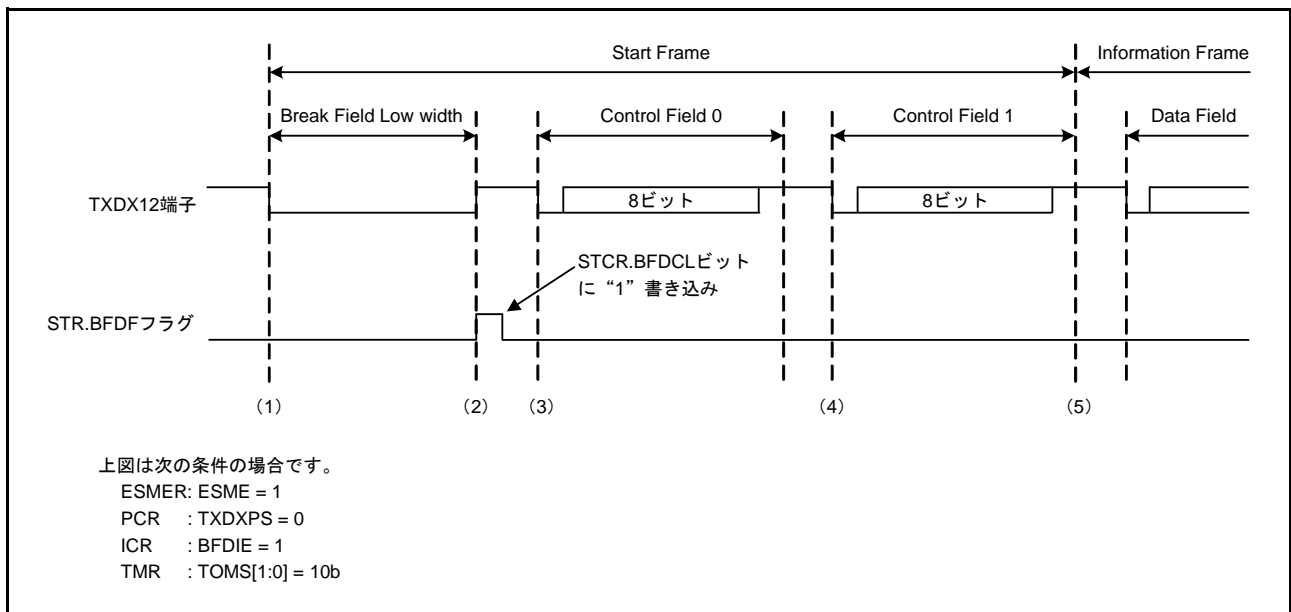 Start Frame
Information Frame
Break Field Low width
Control Field 0
Control Field 1
Data Field
TXDX12端子
8ビット
8ビット
STCR.BFDCLビット
に“1”書き込み
STR.BFDFフラグ
(1)
(2)
(3)
(4)
(5)
上図は次の条件の場合です。
ESMER: ESME = 1
PCR : TXDXPS = 0
ICR : BFDIE = 1
TMR : TOMS[1:0] = 10b